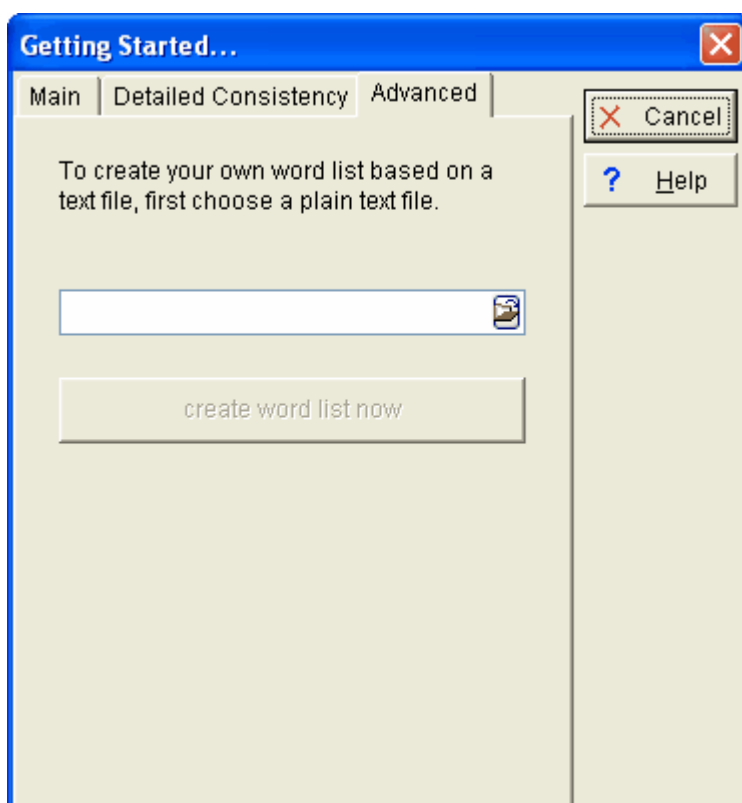 Getting Started...
Main
Detailed Consistency
Advanced
Cancel
To create your own word list based on a
text file, first choose a plain text file.
? Help
create word list now